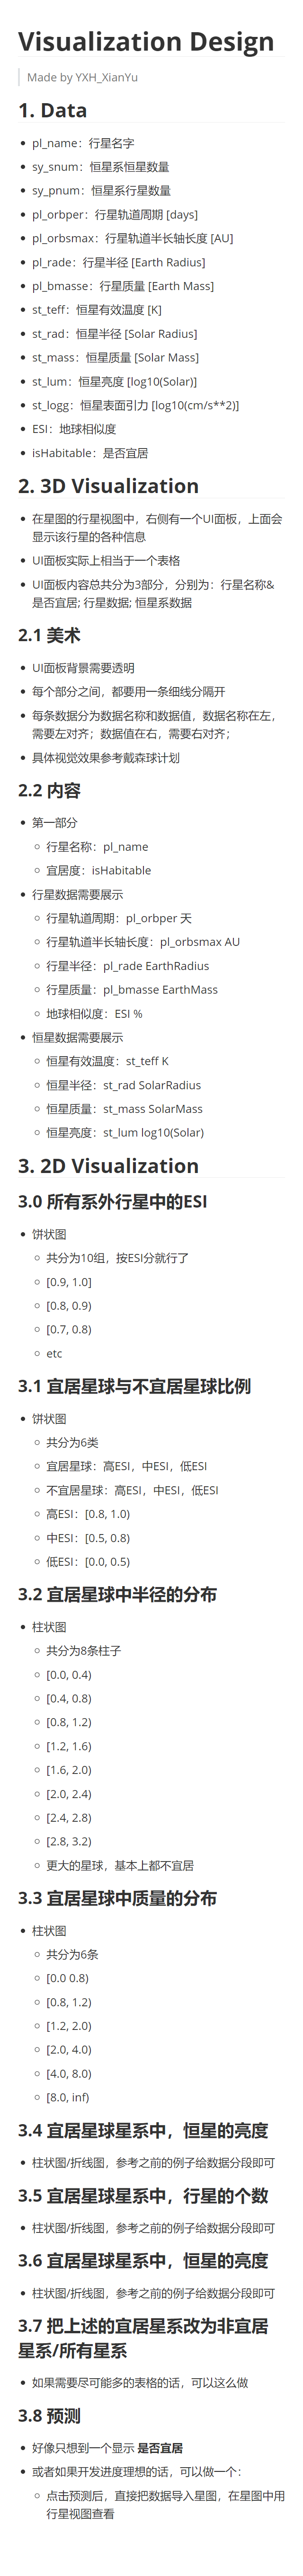 Visualization Design
Made by YXH_XianYu
1. Data
pl_name：行星名字
sy_snum：恒星系恒星数量
sy_pnum：恒星系行星数量
pl_orbper：行星轨道周期 [days]
pl_orbsmax：行星轨道半长轴长度 [AU]
pl_rade：行星半径 [Earth Radius]
pl_bmasse：行星质量 [Earth Mass]
st_teff：恒星有效温度 [K]
st_rad：恒星半径 [Solar Radius]
st_mass：恒星质量 [Solar Mass]
st_lum：恒星亮度 [log10(Solar)]
st_logg：恒星表面引力 [log10(cm/s**2)]
ESI：地球相似度
isHabitable：是否宜居
2. 3D Visualization
在星图的行星视图中，右侧有一个UI面板，上面会
显示该行星的各种信息
UI面板实际上相当于一个表格
UI面板内容总共分为3部分，分别为：行星名称&
是否宜居; 行星数据; 恒星系数据
2.1 美术
UI面板背景需要透明
每个部分之间，都要用一条细线分隔开
每条数据分为数据名称和数据值，数据名称在左，
需要左对齐；数据值在右，需要右对齐；
具体视觉效果参考戴森球计划
2.2 内容
第一部分
行星名称：pl_name
宜居度：isHabitable
行星数据需要展示
行星轨道周期：pl_orbper 天
行星轨道半长轴长度：pl_orbsmax AU
行星半径：pl_rade EarthRadius
行星质量：pl_bmasse EarthMass
地球相似度：ESI %
恒星数据需要展示
恒星有效温度：st_teff K
恒星半径：st_rad SolarRadius
恒星质量：st_mass SolarMass
恒星亮度：st_lum log10(Solar)
3. 2D Visualization
3.0 所有系外行星中的ESI
饼状图
共分为10组，按ESI分就行了
[0.9, 1.0]
[0.8, 0.9)
[0.7, 0.8)
etc
3.1 宜居星球与不宜居星球比例
饼状图
共分为6类
宜居星球：高ESI，中ESI，低ESI
不宜居星球：高ESI，中ESI，低ESI
高ESI：[0.8, 1.0)
中ESI：[0.5, 0.8)
低ESI：[0.0, 0.5)
3.2 宜居星球中半径的分布
柱状图
共分为8条柱子
[0.0, 0.4)
[0.4, 0.8)
[0.8, 1.2)
[1.2, 1.6)
[1.6, 2.0)
[2.0, 2.4)
[2.4, 2.8)
[2.8, 3.2)
更大的星球，基本上都不宜居
3.3 宜居星球中质量的分布
柱状图
共分为6条
[0.0 0.8)
[0.8, 1.2)
[1.2, 2.0)
[2.0, 4.0)
[4.0, 8.0)
[8.0, inf)
3.4 宜居星球星系中，恒星的亮度
柱状图/折线图，参考之前的例子给数据分段即可
3.5 宜居星球星系中，行星的个数
柱状图/折线图，参考之前的例子给数据分段即可
3.6 宜居星球星系中，恒星的亮度
柱状图/折线图，参考之前的例子给数据分段即可
3.7 把上述的宜居星系改为非宜居
星系/所有星系
如果需要尽可能多的表格的话，可以这么做
3.8 预测
好像只想到一个显示 是否宜居
或者如果开发进度理想的话，可以做一个：
点击预测后，直接把数据导入星图，在星图中用
行星视图查看